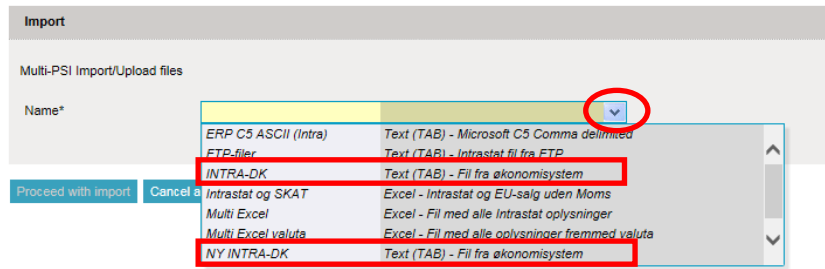 Import
Multi-PSI Import/Upload files
Name*
ERP C5 ASCII (Intra) Text (TAB) - Microsoft C5 Comma delimited
FTP-filer Text (TAB) - Intrastat fil fra FTP
INTRA-DK Text (TAB) - Fil fra økonomisystem
Intrastat og SKAT Excel - Intrastat og EU-salg uden Moms
Multi Excel Excel - Fil med alle Intrastat oplysninger
Multi Excel valuta Excel - Fil med alle oplysninger fremmed valuta
NY INTRA-DK Text (TAB) - Fil fra økonomisystem
Proceed with import Cancel a